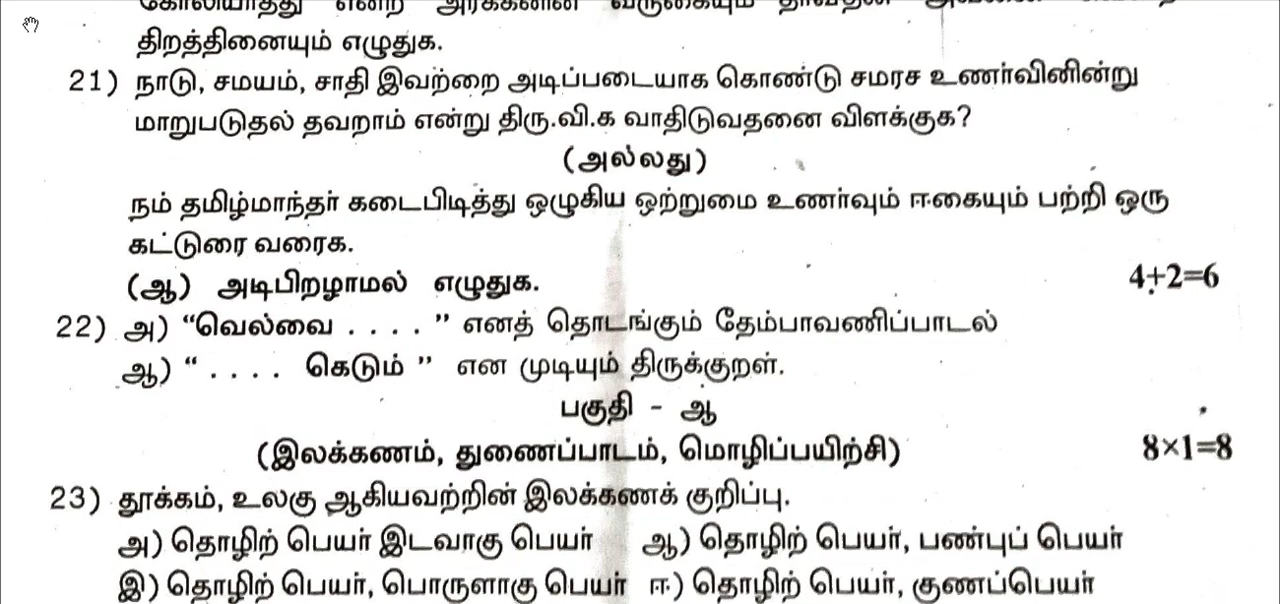 திறத்தினையும் எழுதுக.
21) நாடு, சமயம், சாதி இவற்றை அடிப்படையாக கொண்டு சமரச உணர்வினின்று
மாறுபடுதல் தவறாம் என்று திரு.வி.க வாதிடுவதனை விளக்குக?
(அல்லது)
நம் தமிழ்மாந்தர் கடைபிடித்து ஒழுகிய ஒற்றுமை உணர்வும் ஈகையும் பற்றி ஒரு
கட்டுரை வரைக.
(ஆ) அடிபிறழாமல் எழுதுக. 4+2=6
22) அ) “வெல்வை . . . . ” எனத் தொடங்கும் தேம்பாவணிப்பாடல்
ஆ) “ . . . . கெடும் ” என முடியும் திருக்குறள்.
பகுதி - ஆ
(இலக்கணம், துணைப்பாடம், மொழிப்பயிற்சி) 8×1=8
23) தூக்கம், உலகு ஆகியவற்றின் இலக்கணக் குறிப்பு.
அ) தொழிற் பெயர் இடவாகு பெயர் ஆ) தொழிற் பெயர், பண்புப் பெயர்
இ) தொழிற் பெயர், பொருளாகு பெயர் ஈ) தொழிற் பெயர், குணப்பெயர்